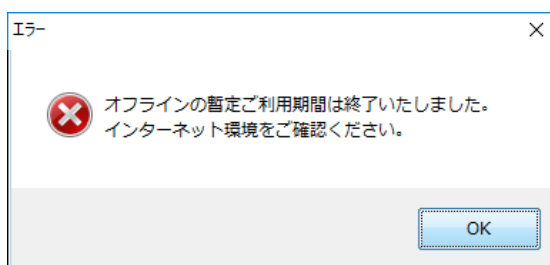 エラー
オフラインの暫定ご利用期間は終了いたしました。
インターネット環境をご確認ください。
OK